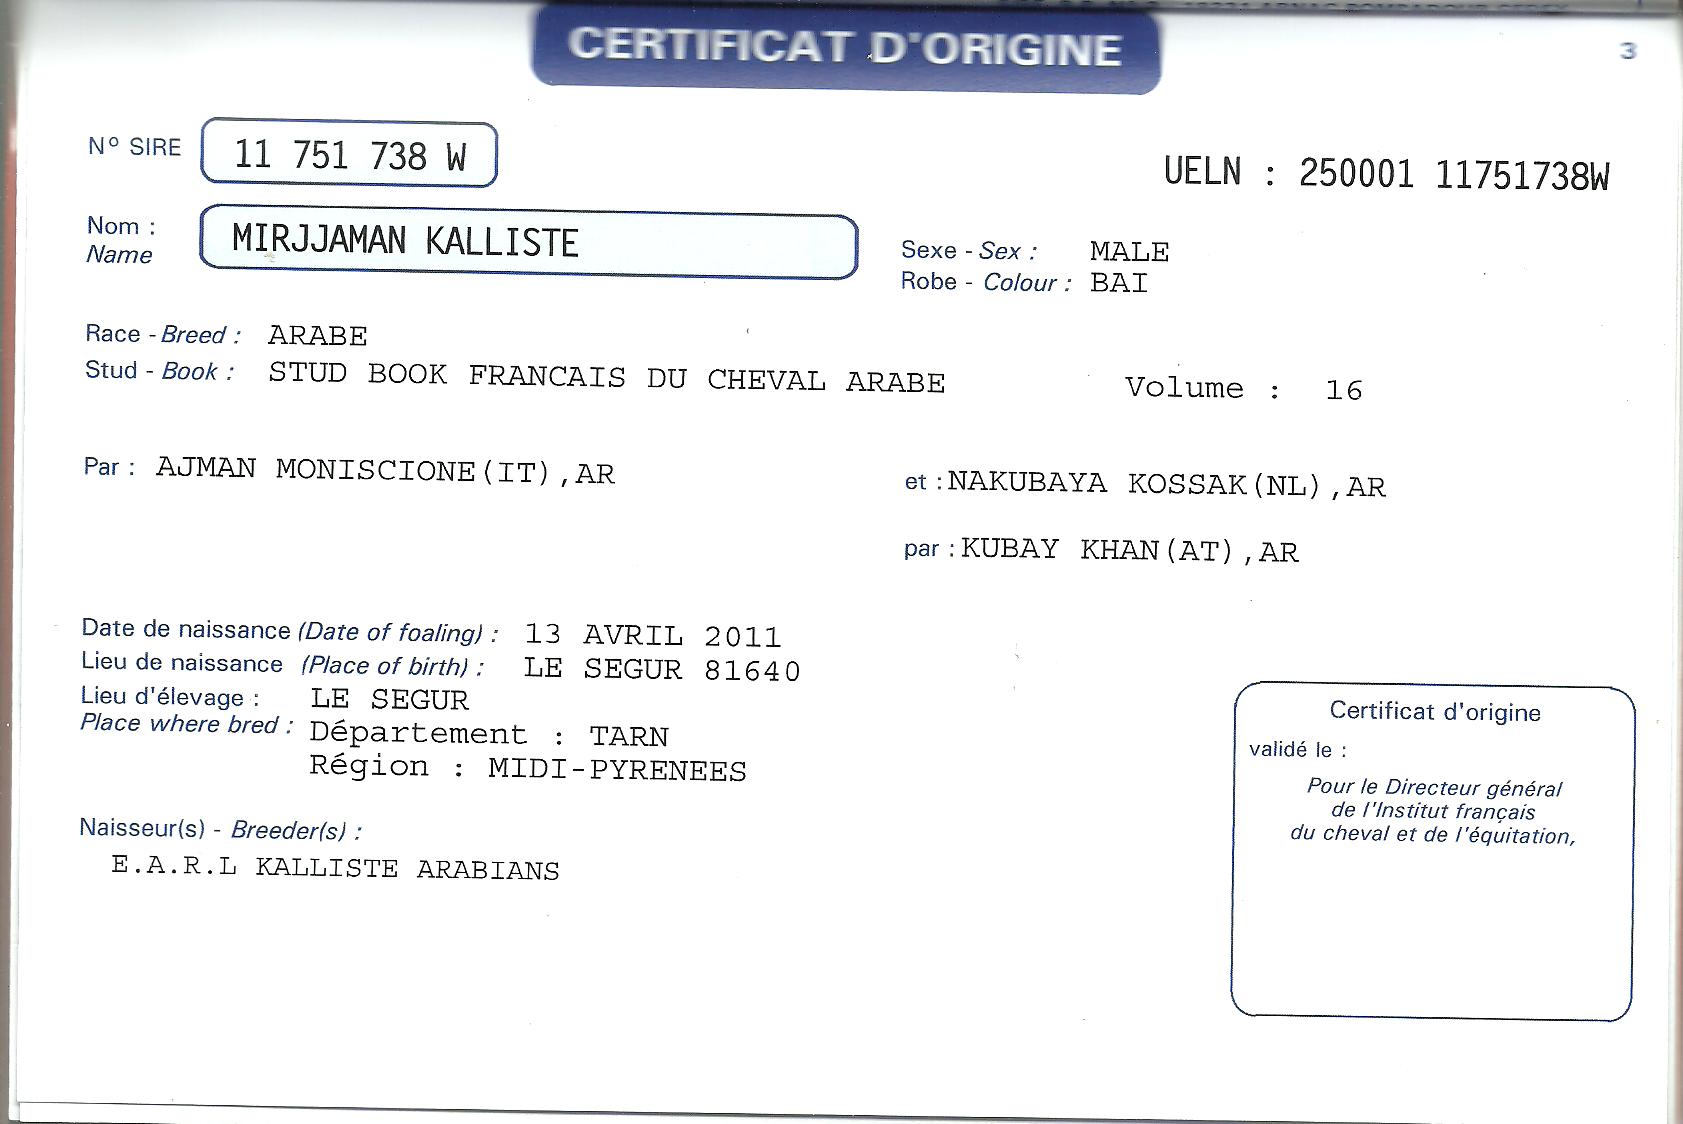 CERTIFICAT D'ORIGINE
3
N° SIRE 11 751 738 W
UELN : 250001 11751738W
Nom :
Name
MIRJJAMAN KALLISTE
Sexe - Sex : MALE
Robe - Colour : BAI
Race - Breed : ARABE
Stud - Book : STUD BOOK FRANCAIS DU CHEVAL ARABE Volume : 16
Par : AJMAN MONISCIONE(IT),AR
et : NAKUBAYA KOSSAK(NL),AR
par : KUBAY KHAN(AT),AR
Date de naissance (Date of foaling) : 13 AVRIL 2011
Lieu de naissance (Place of birth) : LE SEGUR 81640
Lieu d'élevage : LE SEGUR
Place where bred : Département : TARN
Région : MIDI-PYRENEES
Naisseur(s) - Breeder(s) :
E.A.R.L KALLISTE ARABIANS
Certificat d'origine
validé le :
Pour le Directeur général
de l'Institut français
du cheval et de l'équitation,